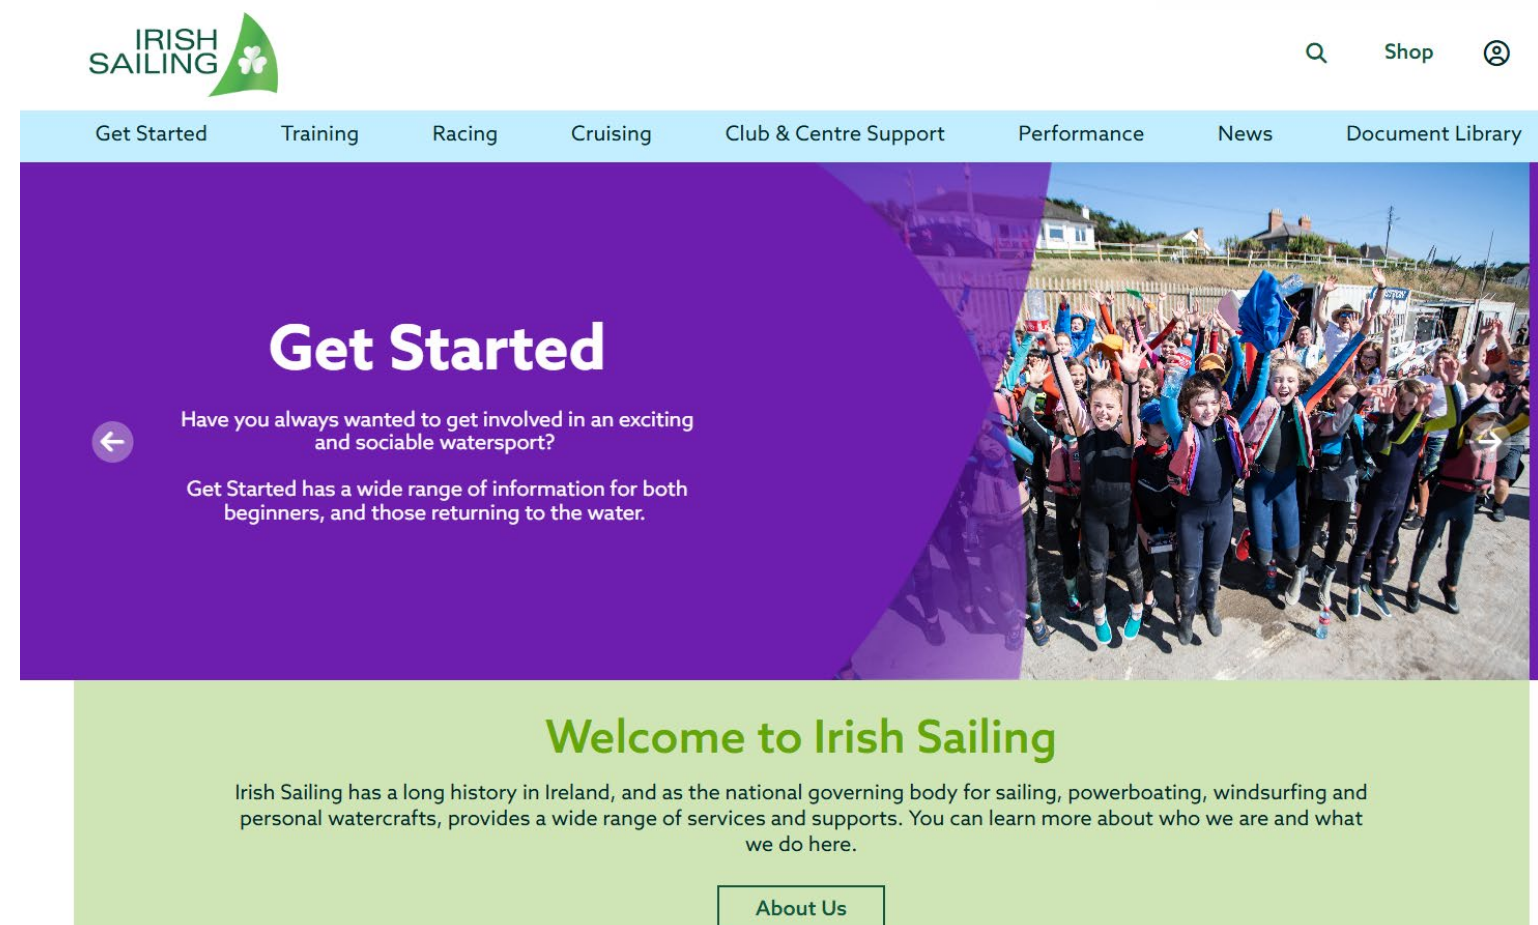 IRISH
SAILING
Shop
Get Started
Training
Racing
Cruising
Club & Centre Support
Performance
News
Document Library
Get Started
Have you always wanted to get involved in an exciting
and sociable watersport?
Get Started has a wide range of information for both
beginners, and those returning to the water.
Welcome to Irish Sailing
Irish Sailing has a long history in Ireland, and as the national governing body for sailing, powerboating, windsurfing and
personal watercrafts, provides a wide range of services and supports. You can learn more about who we are and what
we do here.
About Us